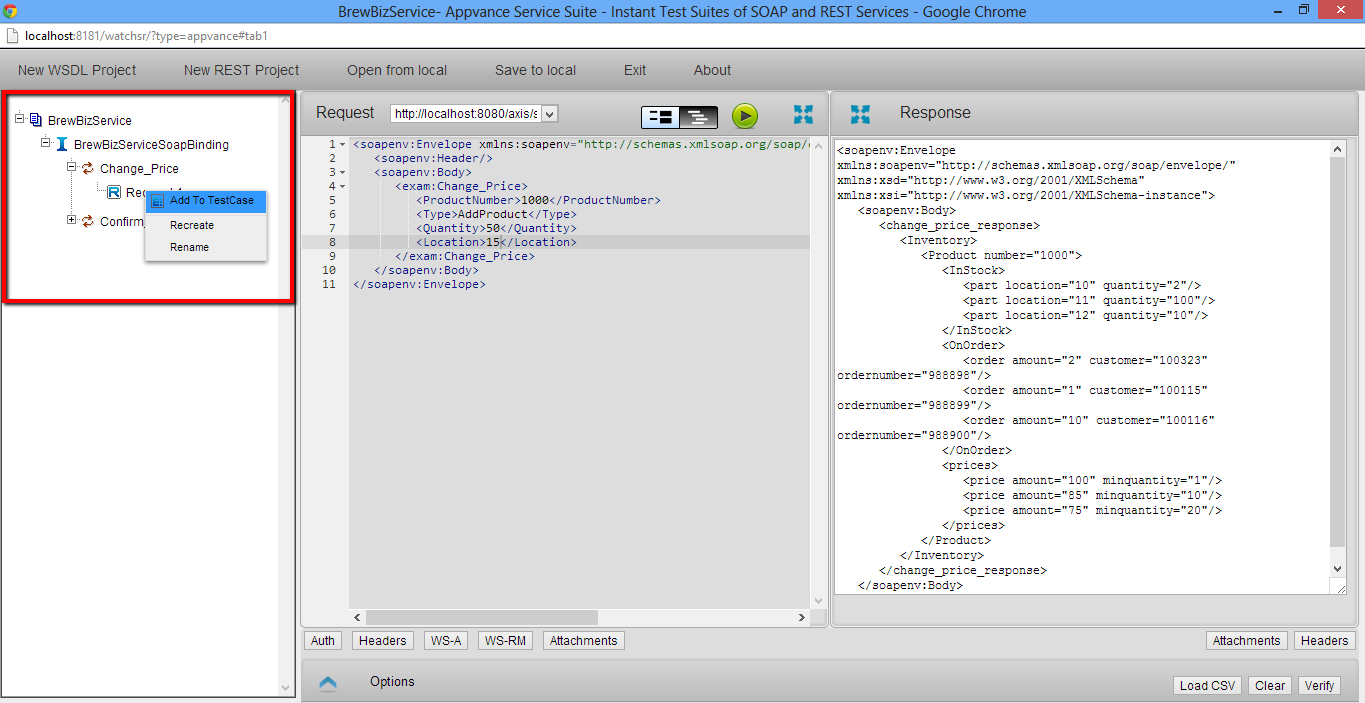 BrewBizService- Appvance Service Suite - Instant Test Suites of SOAP and REST Services - Google Chrome
localhost:8181/watchsr/?type=appvance#tab1
New WSDL Project New REST Project Open from local Save to local Exit About
BrewBizService
BrewBizServiceSoapBinding
Change_Price
R
Add To TestCase
Recreate
Rename
Confirm_
Request http://localhost:8080/axis/s
1 <soapenv:Envelope xmlns:soapenv="http://schemas.xmlsoap.org/soap/
2 <soapenv:Header/>
3 <soapenv:Body>
4 <exam:Change_Price>
5 <ProductNumber>1000</ProductNumber>
6 <Type>AddProduct</Type>
7 <Quantity>50</Quantity>
8 <Location>15</Location>
9 </exam:Change_Price>
10 </soapenv:Body>
11 </soapenv:Envelope>
Auth Headers WS-A WS-RM Attachments
Response
<soapenv:Envelope
xmlns:soapenv="http://schemas.xmlsoap.org/soap/envelope/"
xmlns:xsd="http://www.w3.org/2001/XMLSchema"
xmlns:xsi="http://www.w3.org/2001/XMLSchema-instance">
<soapenv:Body>
<change_price_response>
<Inventory>
<Product number="1000">
<InStock>
<part location="10" quantity="2"/>
<part location="11" quantity="100"/>
<part location="12" quantity="10"/>
</InStock>
<OnOrder>
<order amount="2" customer="100323"
ordernumber="988898"/>
<order amount="1" customer="100115"
ordernumber="988899"/>
<order amount="10" customer="100116"
ordernumber="988900"/>
</OnOrder>
<prices>
<price amount="100" minquantity="1"/>
<price amount="85" minquantity="10"/>
<price amount="75" minquantity="20"/>
</prices>
</Product>
</Inventory>
</change_price_response>
</soapenv:Body>
Attachments Headers
Options
Load CSV Clear Verify